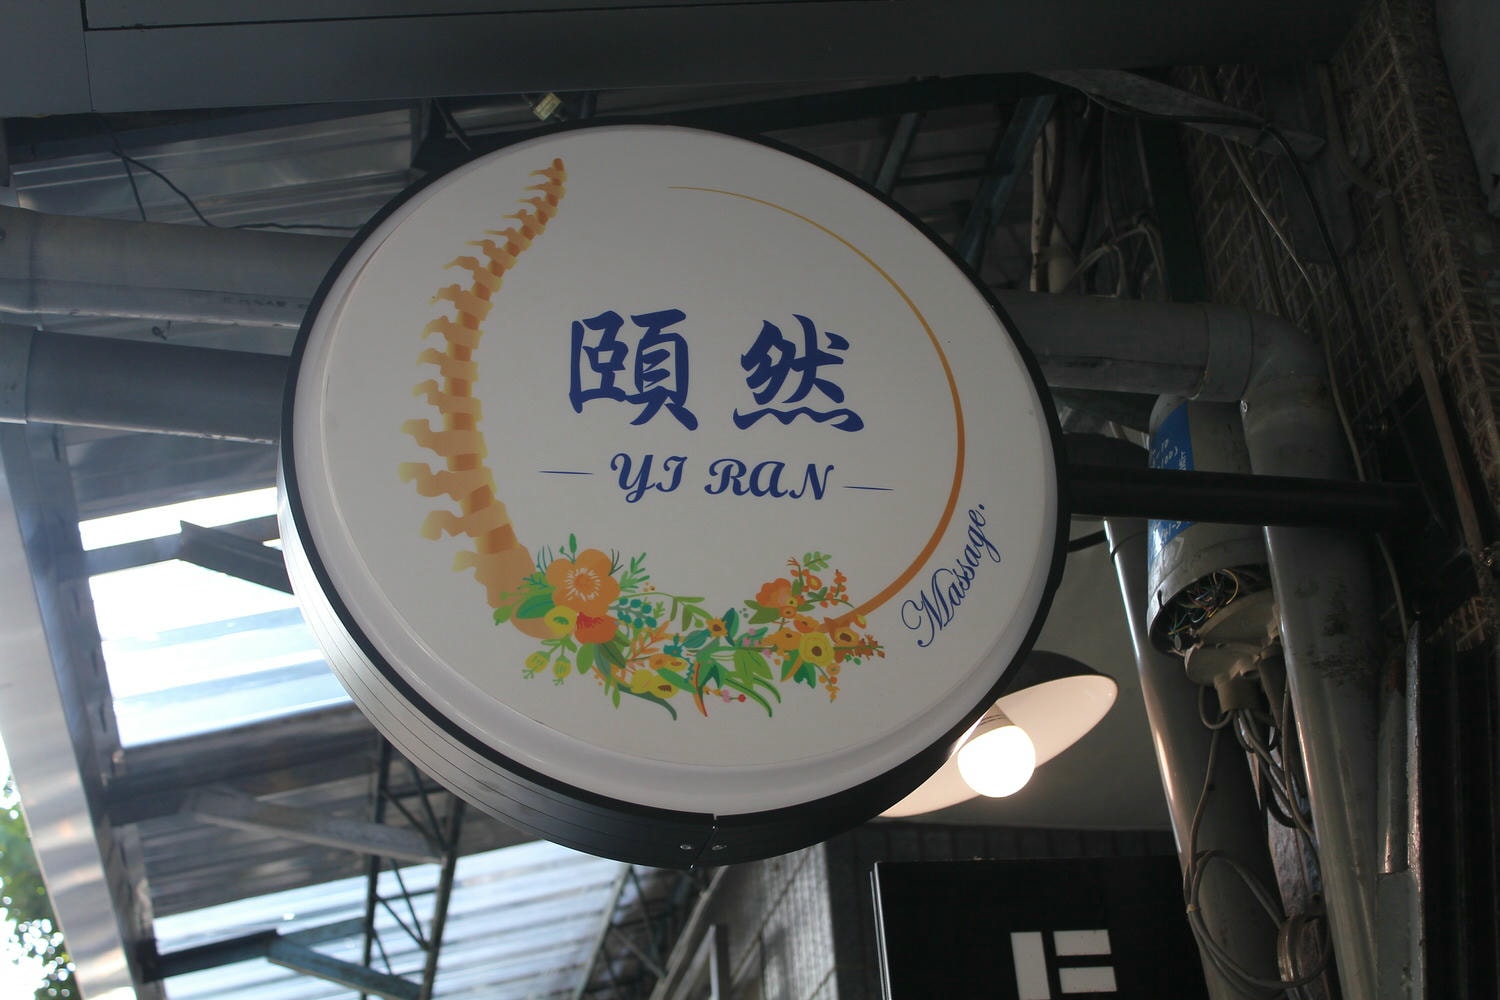 頤然
YI RAN
Massage.